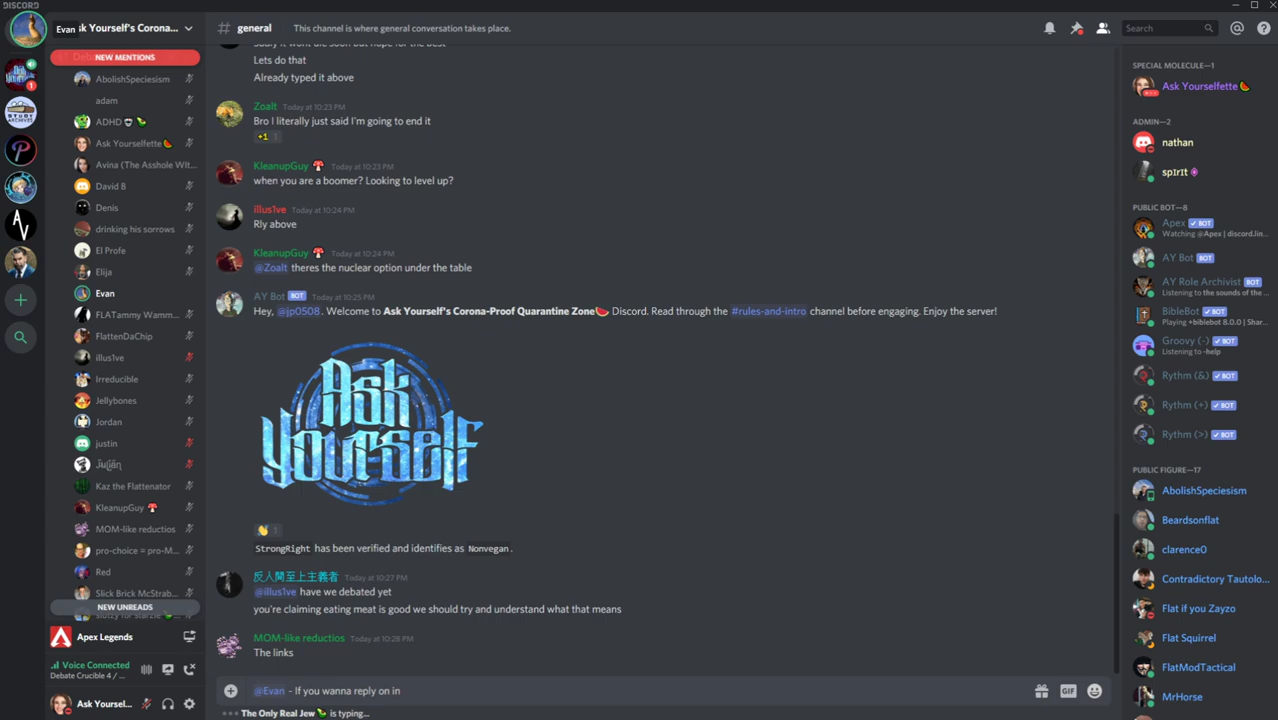 DISCORD
Evan
sk Yourself's Corona...
NEW MENTIONS
AbolishSpeciesism
adam
ADHD
Ask Yourselfette
Avina (The Asshole Wit...
David B
Denis
drinking his sorrows
El Profe
Elija
Evan
FLATammy Wamm...
FlattenDaChip
illus1ve
Irreducible
Jellybones
Jordan
justin
Kaz the Flattenator
KleanupGuy
MOM-like reductios
pro-choice = pro-M...
Red
Slick Brick McStrab...
NEW UNREADS
Apex Legends
Voice Connected
Debate Crucible 4 / ...
Ask Yoursel...
# general
This channel is where general conversation takes place.
Search
Lets do that
Already typed it above
Zoalt Today at 10:23 PM
Bro I literally just said I'm going to end it
+1 1
KleanupGuy Today at 10:23 PM
when you are a boomer? Looking to level up?
illus1ve Today at 10:24 PM
Rly above
KleanupGuy Today at 10:24 PM
@Zoalt theres the nuclear option under the table
AY Bot BOT Today at 10:25 PM
Hey, @jp0508. Welcome to Ask Yourself's Corona-Proof Quarantine Zone🍉 Discord. Read through the #rules-and-intro channel before engaging. Enjoy the server!
Ask
Yourself
1
StrongRight has been verified and identifies as Nonvegan.
反人間至上主義者 Today at 10:27 PM
@illus1ve have we debated yet
you're claiming eating meat is good we should try and understand what that means
MOM-like reductios Today at 10:28 PM
The links
@Evan - If you wanna reply on in
GIF
The Only Real Jew is typing...
SPECIAL MOLECULE—1
Ask Yourselfette
ADMIN—2
nathan
sp1r1t
PUBLIC BOT—8
Apex BOT
Watching @Apex | discordJin...
AY Bot BOT
AY Role Archivist BOT
Listening to the sounds of the ...
BibleBot BOT
Playing +biblebot 8.0.0 | Shar...
Groovy (-) BOT
Listening to -help
Rythm (&) BOT
Rythm (+) BOT
Rythm (>) BOT
PUBLIC FIGURE—17
AbolishSpeciesism
Beardsonflat
clarence0
Contradictory Tautolo...
Flat if you Zayzo
Flat Squirrel
FlatModTactical
MrHorse